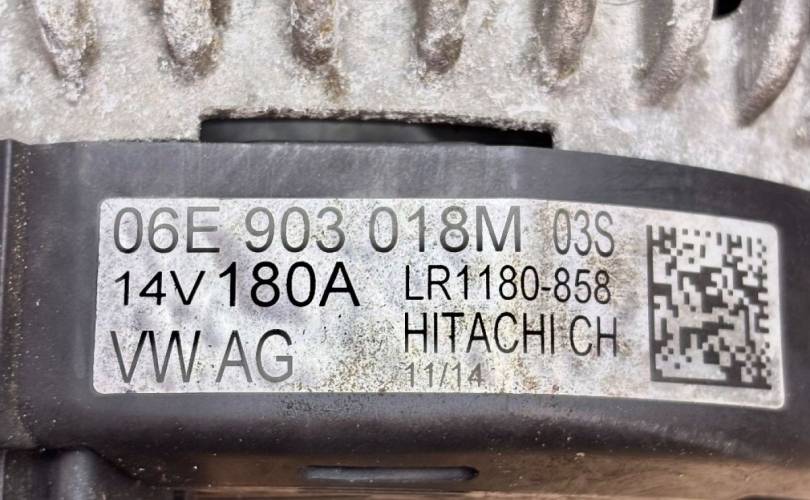 06E 903 018M 03S
14V 180A LR1180-858
VW AG HITACHI CH
11/14